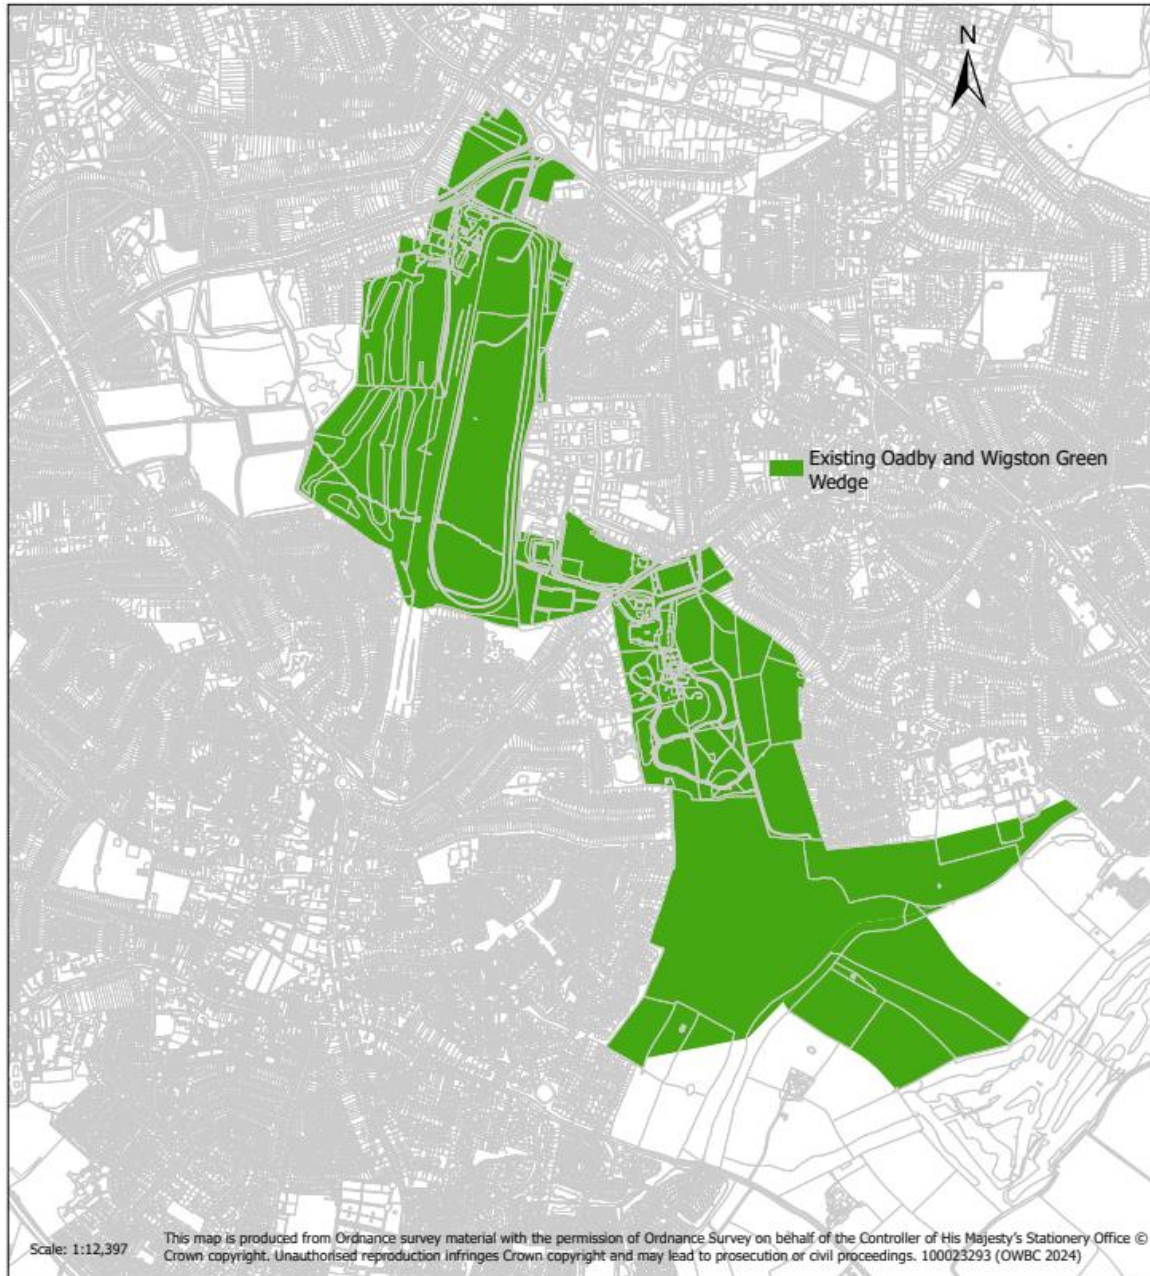 N
Existing Oadby and Wigston Green
Wedge
Scale: 1:12,397
This map is produced from Ordnance survey material with the permission of Ordnance Survey on behalf of the Controller of His Majesty's Stationery Office ©
Crown copyright. Unauthorised reproduction infringes Crown copyright and may lead to prosecution or civil proceedings. 100023293 (OWBC 2024)